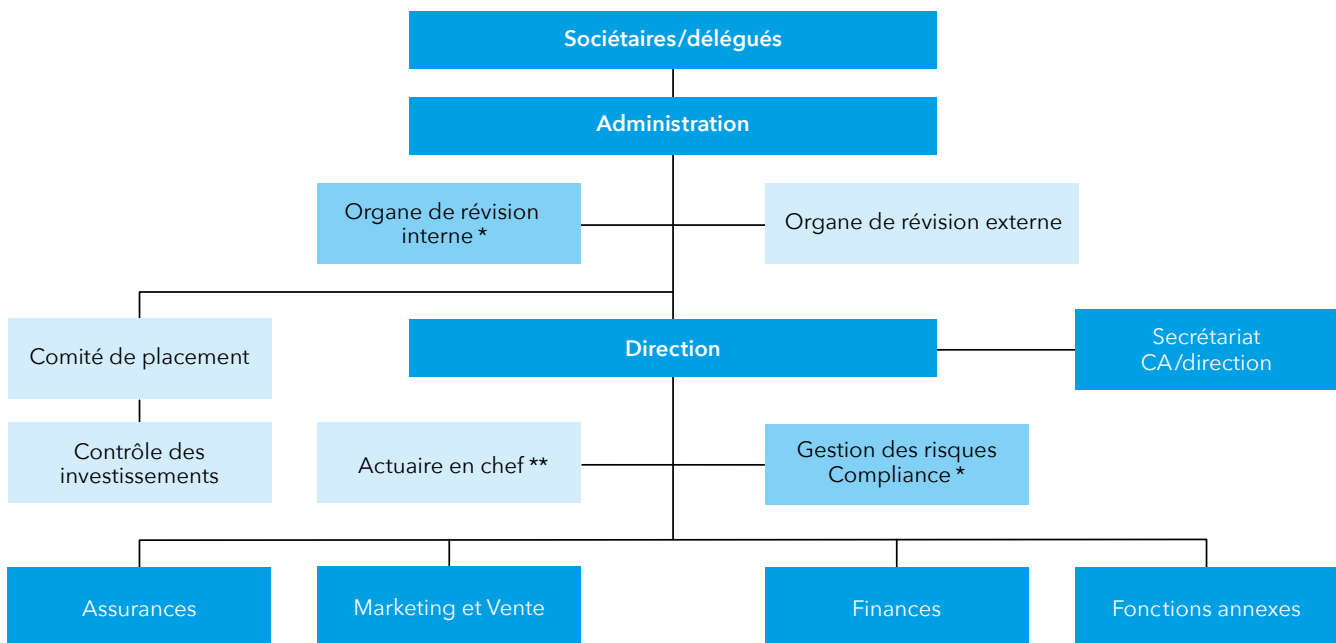 Sociétaires/délégués
Administration
Organe de révision
interne *
Organe de révision externe
Comité de placement
Direction
Secrétariat
CA/direction
Contrôle des
investissements
Actuaire en chef **
Gestion des risques
Compliance *
Assurances
Marketing et Vente
Finances
Fonctions annexes